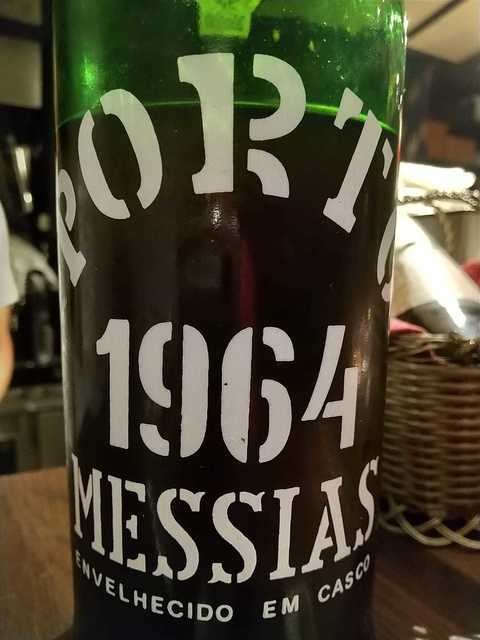 PORTO
1964
MESSIAS
ENVELHECIDO EM CASCO